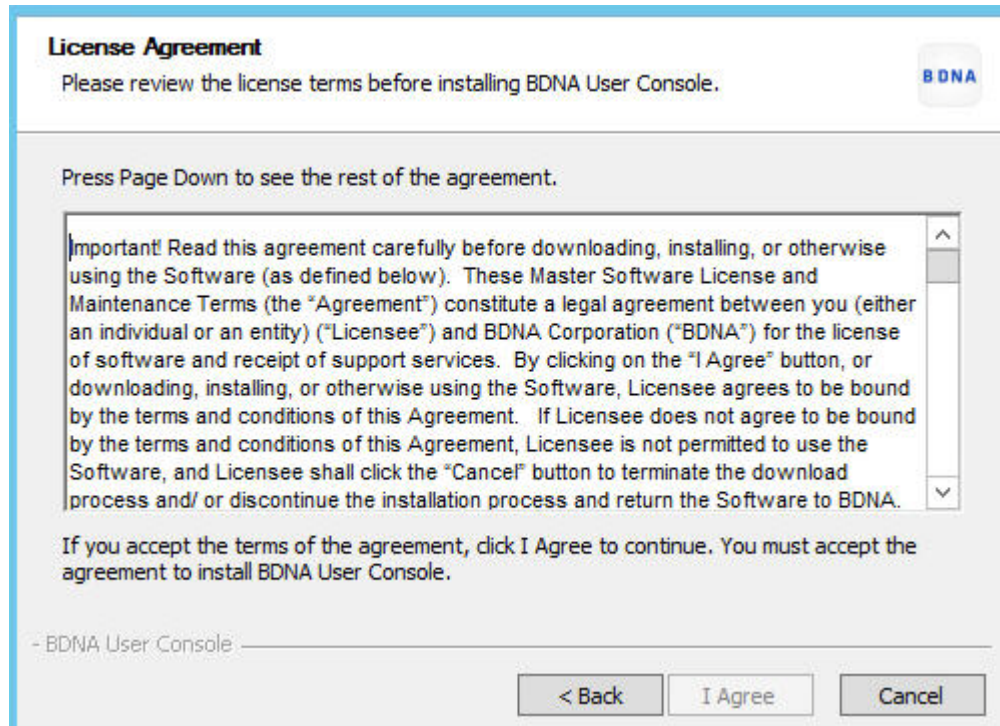 License Agreement
Please review the license terms before installing BDNA User Console.
BDNA
Press Page Down to see the rest of the agreement.
Important! Read this agreement carefully before downloading, installing, or otherwise
using the Software (as defined below).  These Master Software License and
Maintenance Terms (the “Agreement”) constitute a legal agreement between you (either
an individual or an entity) (“Licensee”) and BDNA Corporation (“BDNA”) for the license
of software and receipt of support services.  By clicking on the “I Agree” button, or
downloading, installing, or otherwise using the Software, Licensee agrees to be bound
by the terms and conditions of this Agreement.   If Licensee does not agree to be bound
by the terms and conditions of this Agreement, Licensee is not permitted to use the
Software, and Licensee shall click the “Cancel” button to terminate the download
process and/ or discontinue the installation process and return the Software to BDNA.
If you accept the terms of the agreement, click I Agree to continue. You must accept the
agreement to install BDNA User Console.
- BDNA User Console
< Back
I Agree
Cancel